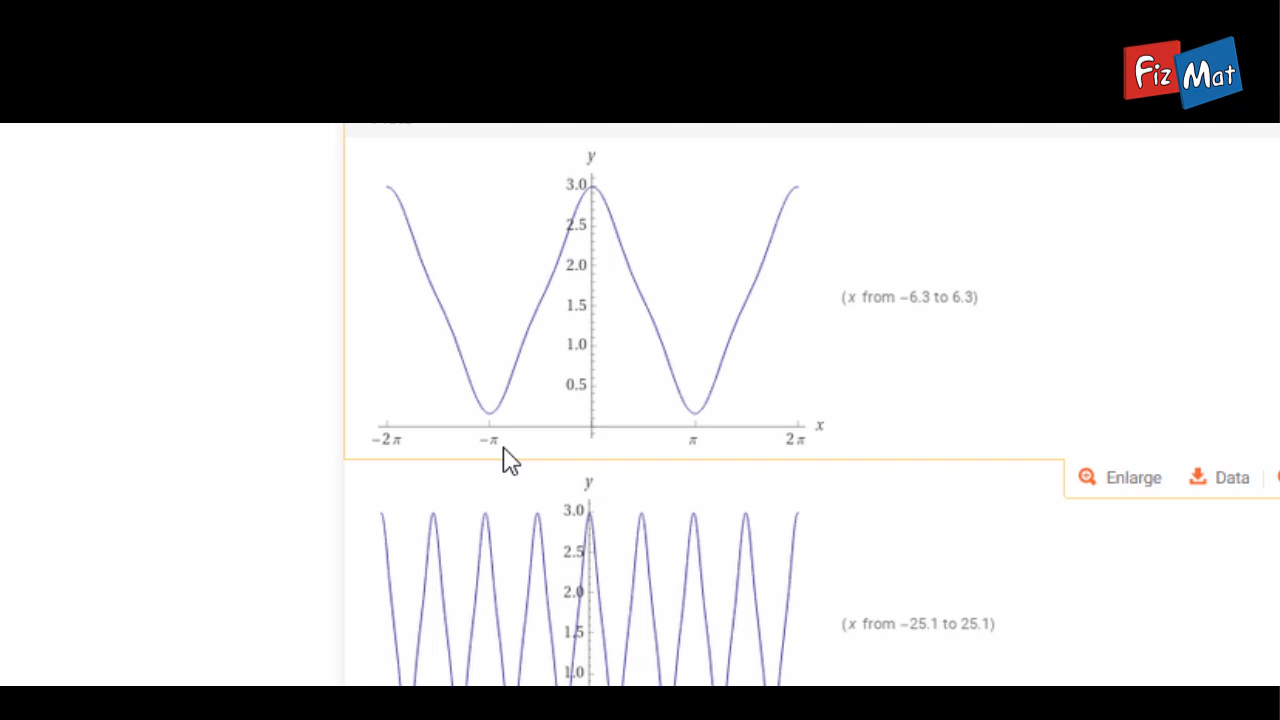 Fiz Mat
y
3.0
2.5
2.0
1.5
1.0
0.5
−2 π −π π 2 π x
(x from −6.3 to 6.3)
Enlarge Data
y
3.0
2.5
2.0
1.5
1.0
(x from −25.1 to 25.1)